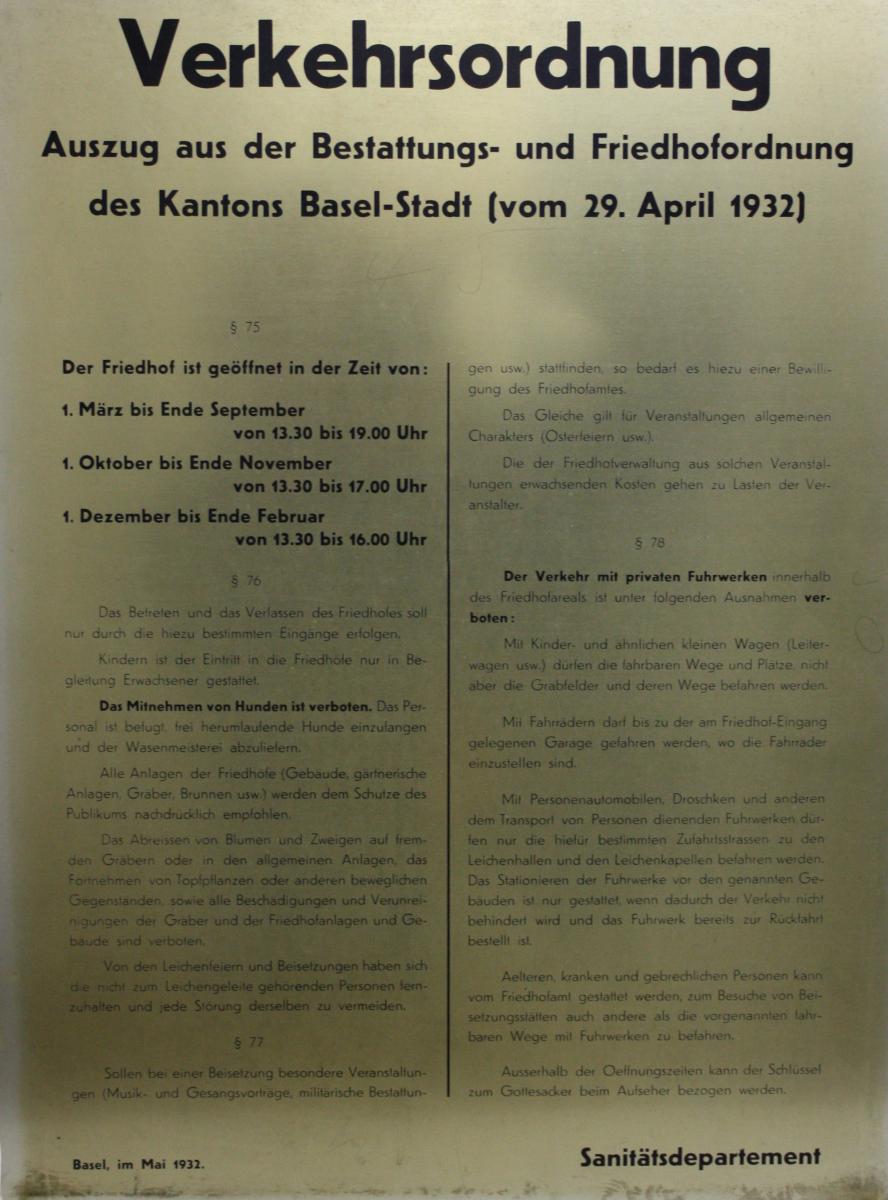 Verkehrsordnung
Auszug aus der Bestattungs- und Friedhofordnung
des Kantons Basel-Stadt (vom 29. April 1932)
§ 75
Der Friedhof ist geöffnet in der Zeit von:
1. März bis Ende September
von 13.30 bis 19.00 Uhr
1. Oktober bis Ende November
von 13.30 bis 17.00 Uhr
1. Dezember bis Ende Februar
von 13.30 bis 16.00 Uhr
§ 76
Das Betreten und das Verlassen des Friedhofes soll
nur durch die hiezu bestimmten Eingänge erfolgen.
Kindern ist der Eintritt in die Friedhöfe nur in Be-
gleitung Erwachsener gestattet.
Das Mitnehmen von Hunden ist verboten. Das Per-
sonal ist befugt, frei herumlaufende Hunde einzufangen
und der Wasenmeisterei abzuliefern.
Alle Anlagen der Friedhöfe (Gebäude, gärtnerische
Anlagen, Gräber, Brunnen usw.) werden dem Schutze des
Publikums nachdrücklich empfohlen.
Das Abreissen von Blumen und Zweigen auf frem-
den Gräbern oder in den allgemeinen Anlagen, das
Fortnehmen von Topfpflanzen oder anderen beweglichen
Gegenständen, sowie alle Beschädigungen und Verunrei-
nigungen der Gräber und der Friedhofanlagen und Ge-
bäude sind verboten.
Von den Leichenfeiern und Beisetzungen haben sich
die nicht zum Leichengeleite gehörenden Personen fern-
zuhalten und jede Störung derselben zu vermeiden.
§ 77
Sollen bei einer Beisetzung besondere Veranstaltun-
gen (Musik- und Gesangsvorträge, militärische Bestattun-
gen usw.) stattfinden, so bedarf es hiezu einer Bewilli-
gung des Friedhofamtes.
Das Gleiche gilt für Veranstaltungen allgemeinen
Charakters (Osterfeiern usw.).
Die der Friedhofverwaltung aus solchen Veranstal-
tungen erwachsenden Kosten gehen zu Lasten der Ver-
anstalter.
§ 78
Der Verkehr mit privaten Fuhrwerken innerhalb
des Friedhofareals ist unter folgenden Ausnahmen ver-
boten:
Mit Kinder- und ähnlichen kleinen Wagen (Leiter-
wagen usw.) dürfen die fahrbaren Wege und Plätze, nicht
aber die Grabfelder und deren Wege befahren werden.
Mit Fahrrädern darf bis zu der am Friedhof-Eingang
gelegenen Garage gefahren werden, wo die Fahrräder
einzustellen sind.
Mit Personenautomobilen, Droschken und anderen
dem Transport von Personen dienenden Fuhrwerken dür-
fen nur die hiefür bestimmten Zufahrtsstrassen zu den
Leichenhallen und den Leichenkapellen befahren werden.
Das Stationieren der Fuhrwerke vor den genannten Ge-
bäuden ist nur gestattet, wenn dadurch der Verkehr nicht
behindert wird und das Fuhrwerk bereits zur Rückfahrt
bestellt ist.
Aelteren, kranken und gebrechlichen Personen kann
vom Friedhofamt gestattet werden, zum Besuche von Bei-
setzungsstätten auch andere als die vorgenannten fahr-
baren Wege mit Fuhrwerken zu befahren.
Ausserhalb der Oeffnungszeiten kann der Schlüssel
zum Gottesacker beim Aufseher bezogen werden.
Basel, im Mai 1932.
Sanitätsdepartement